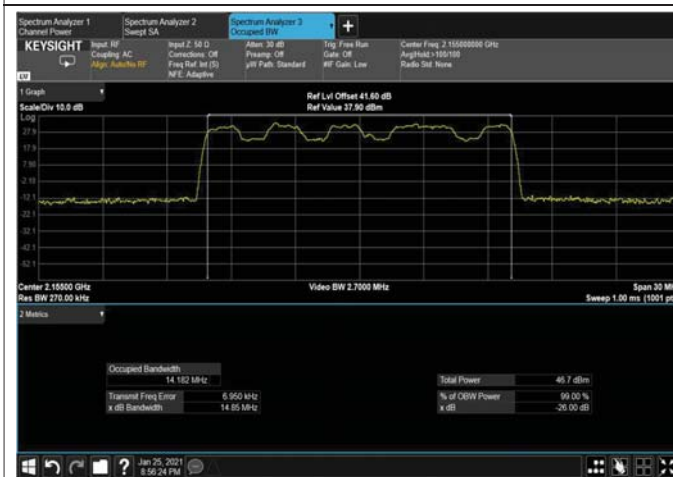 Spectrum Analyzer 1
Channel Power
Spectrum Analyzer 2
Swept SA
Spectrum Analyzer 3
Occupied BW
+
KEYSIGHT
Input: RF
Coupling: AC
Align: Auto/No RF
Input Z: 50 Ω
Corrections: Off
Freq Ref: Int (S)
NFE: Adaptive
Atten: 30 dB
Preamp: Off
µW Path: Standard
Trig: Free Run
Gate: Off
#IF Gain: Low
Center Freq: 2.155000000 GHz
Avg|Hold:>100/100
Radio Std: None
1 Graph
Scale/Div 10.0 dB
Ref Lvl Offset 41.60 dB
Ref Value 37.90 dBm
Log
27.9
17.9
7.90
-2.10
-12.1
-22.1
-32.1
-42.1
-52.1
Center 2.15500 GHz
Res BW 270.00 kHz
Video BW 2.7000 MHz
Span 30 M
Sweep 1.00 ms (1001 pt
2 Metrics
Occupied Bandwidth
14.182 MHz
Transmit Freq Error
6.950 kHz
x dB Bandwidth
14.85 MHz
Total Power
46.7 dBm
% of OBW Power
99.00 %
x dB
-26.00 dB
?
Jan 25, 2021
8:56:24 PM